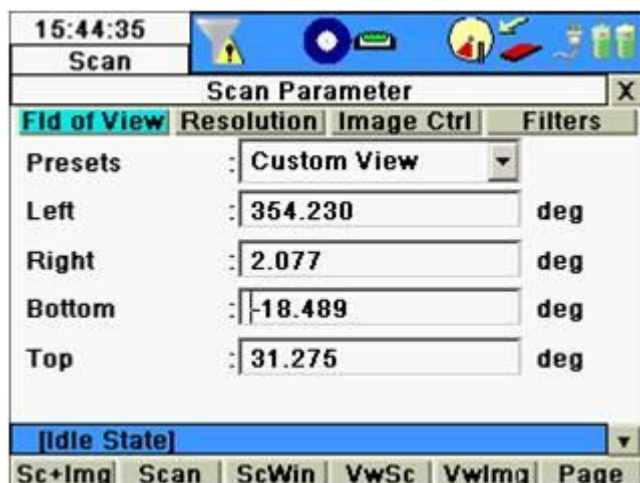 15:44:35
Scan
Scan Parameter X
Fld of View Resolution Image Ctrl Filters
Presets : Custom View
Left : 354.230 deg
Right : 2.077 deg
Bottom : -18.489 deg
Top : 31.275 deg
[Idle State]
Sc+Img Scan ScWin VwSc VwImg Page